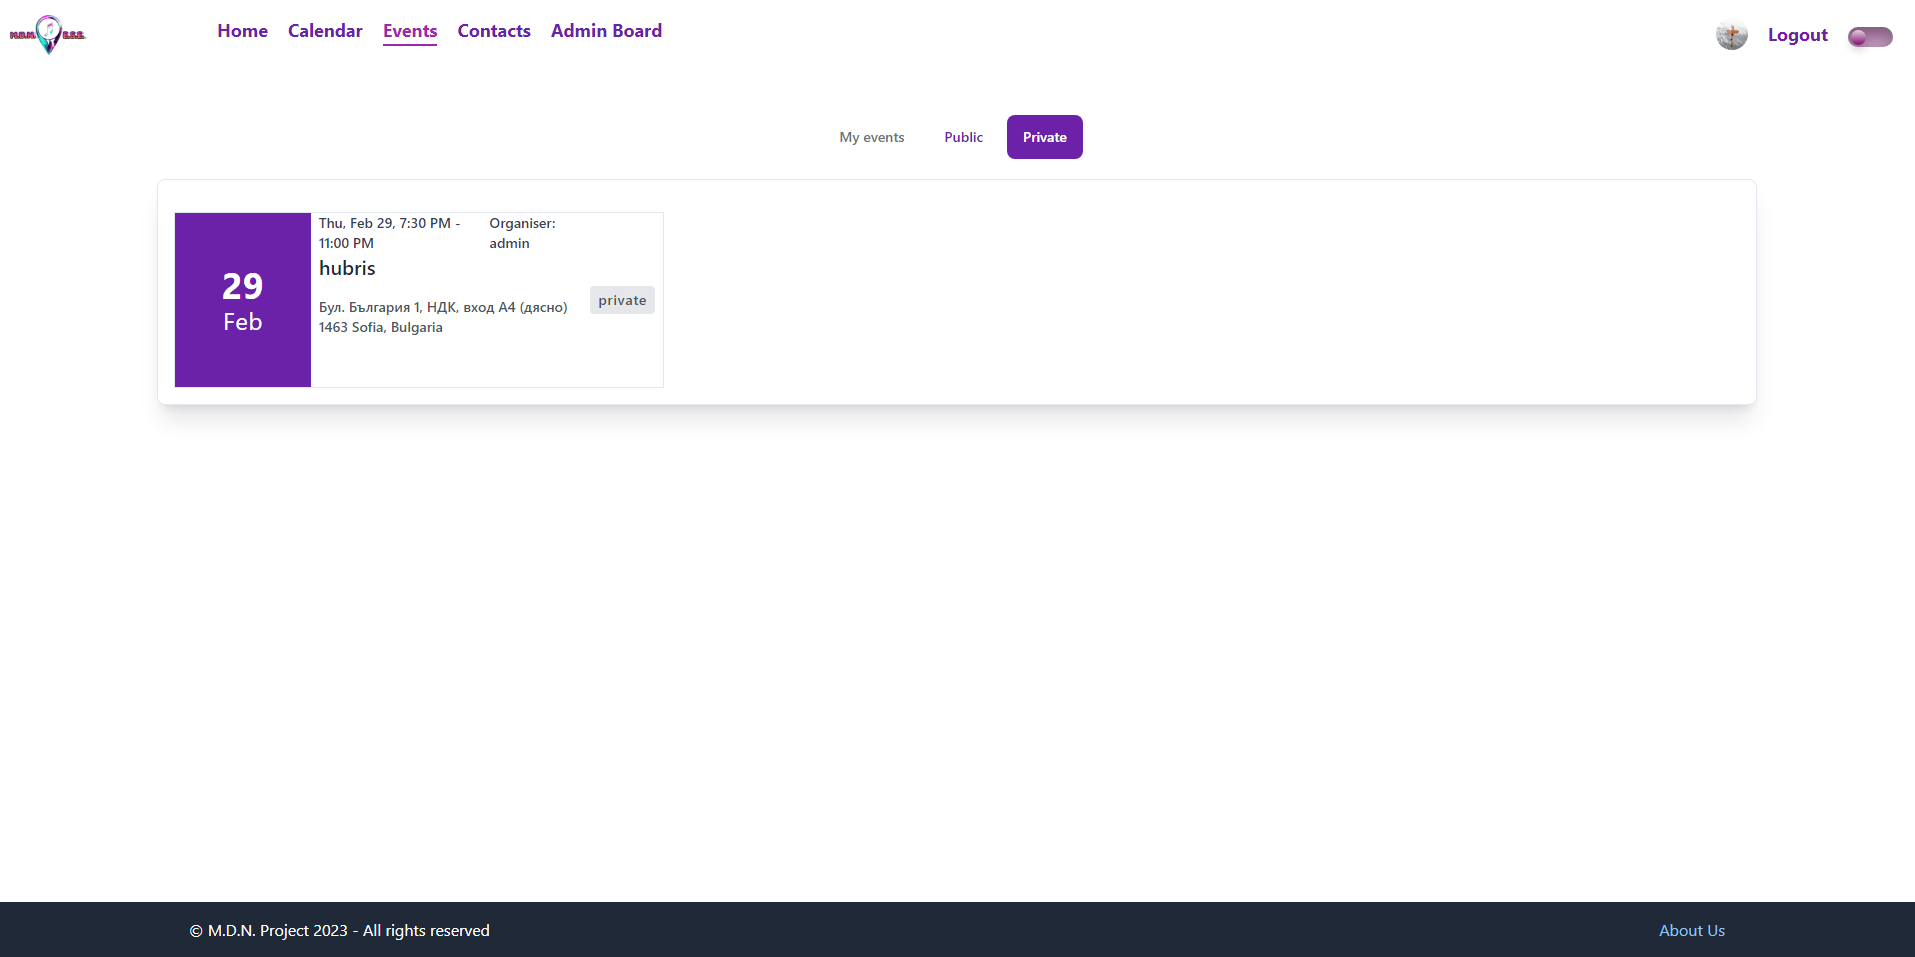 M.D.N. E.S.E.
Home Calendar Events Contacts Admin Board
Logout
My events Public Private
29
Feb
Thu, Feb 29, 7:30 PM -
11:00 PM
Organiser:
admin
hubris
Бул. България 1, НДК, вход А4 (дясно)
1463 Sofia, Bulgaria
private
© M.D.N. Project 2023 - All rights reserved
About Us